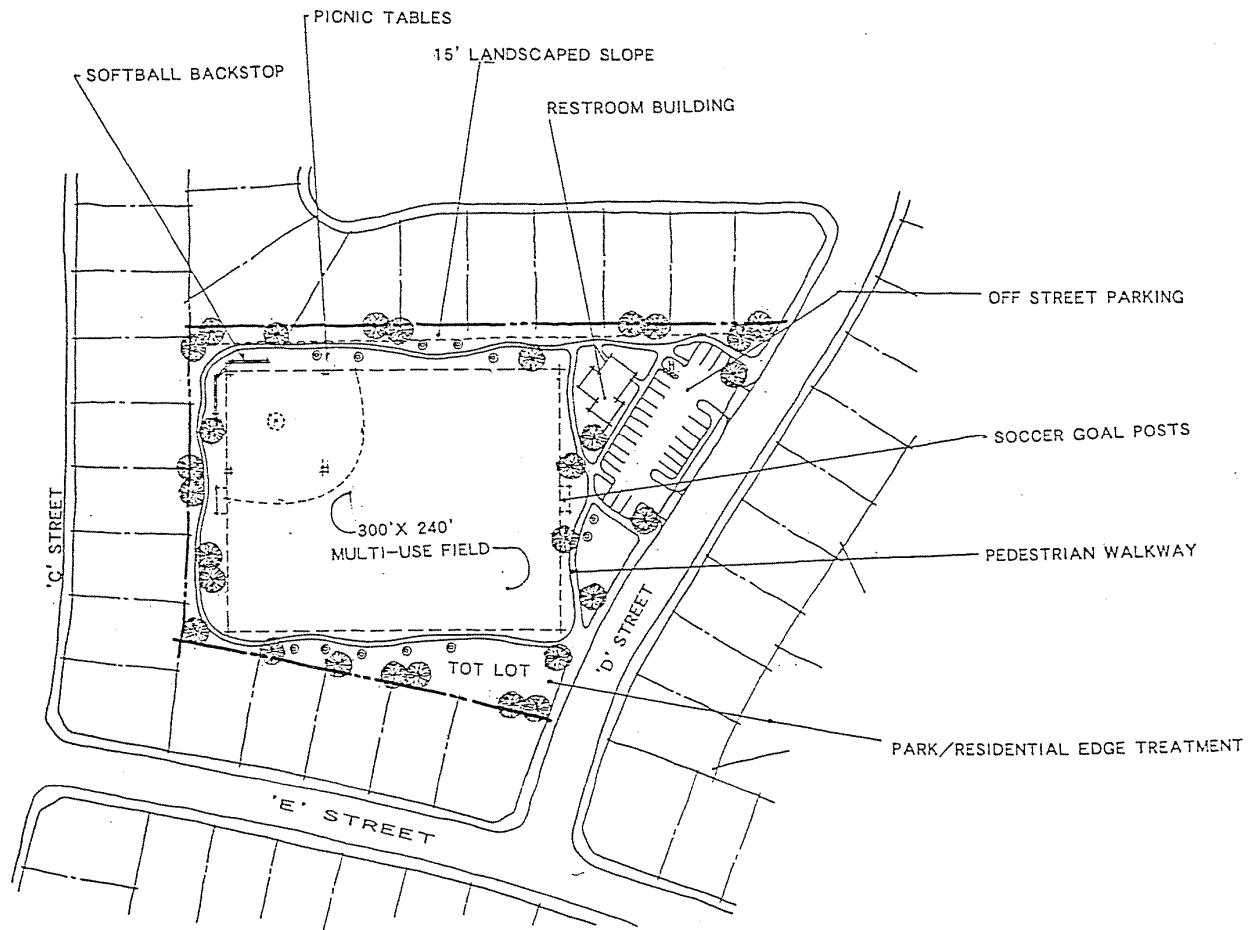 PICNIC TABLES
15' LANDSCAPED SLOPE
SOFTBALL BACKSTOP
RESTROOM BUILDING
OFF STREET PARKING
SOCCER GOAL POSTS
'C' STREET
300'X 240'
MULTI-USE FIELD
PEDESTRIAN WALKWAY
'D' STREET
TOT LOT
PARK/RESIDENTIAL EDGE TREATMENT
'E' STREET